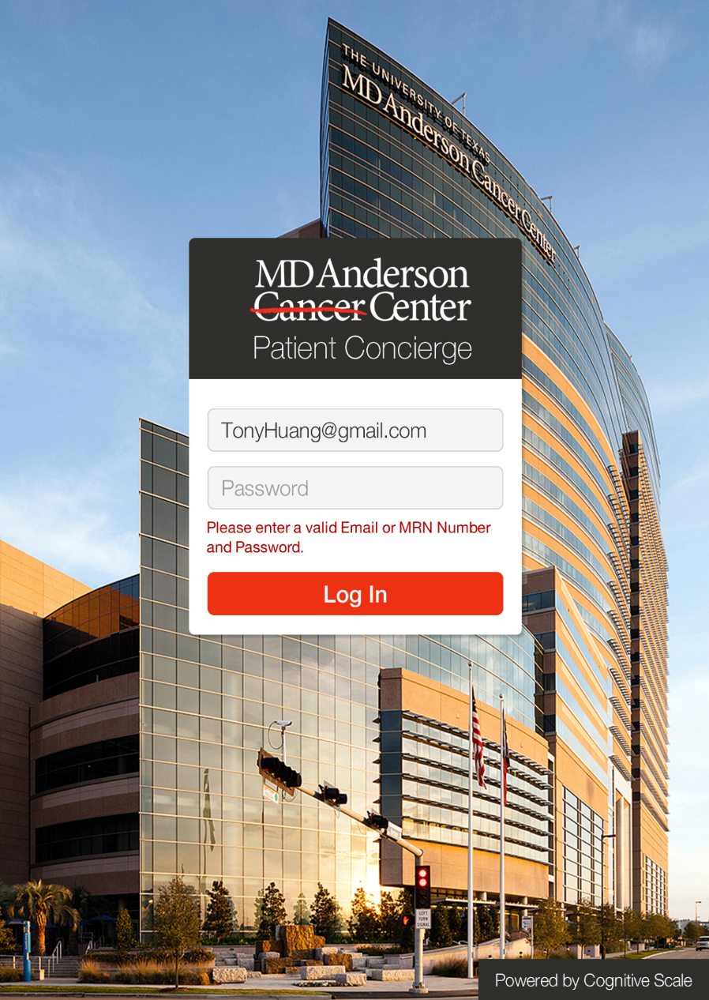 THE UNIVERSITY OF TEXAS
MD Anderson Cancer Center
MD Anderson
Cancer Center
Patient Concierge
TonyHuang@gmail.com
Password
Please enter a valid Email or MRN Number
and Password.
Log In
LEFT
TURN
SIGNAL
Powered by Cognitive Scale